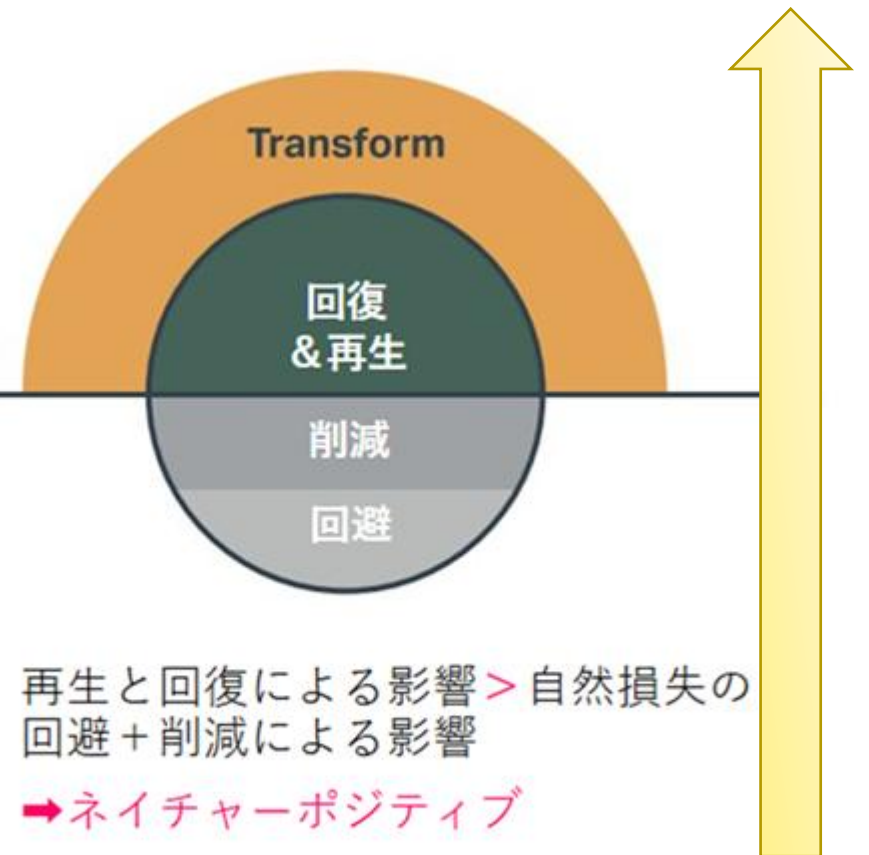 Transform
回復
&再生
削減
回避
再生と回復による影響>自然損失の
回避+削減による影響
➡ネイチャーポジティブ